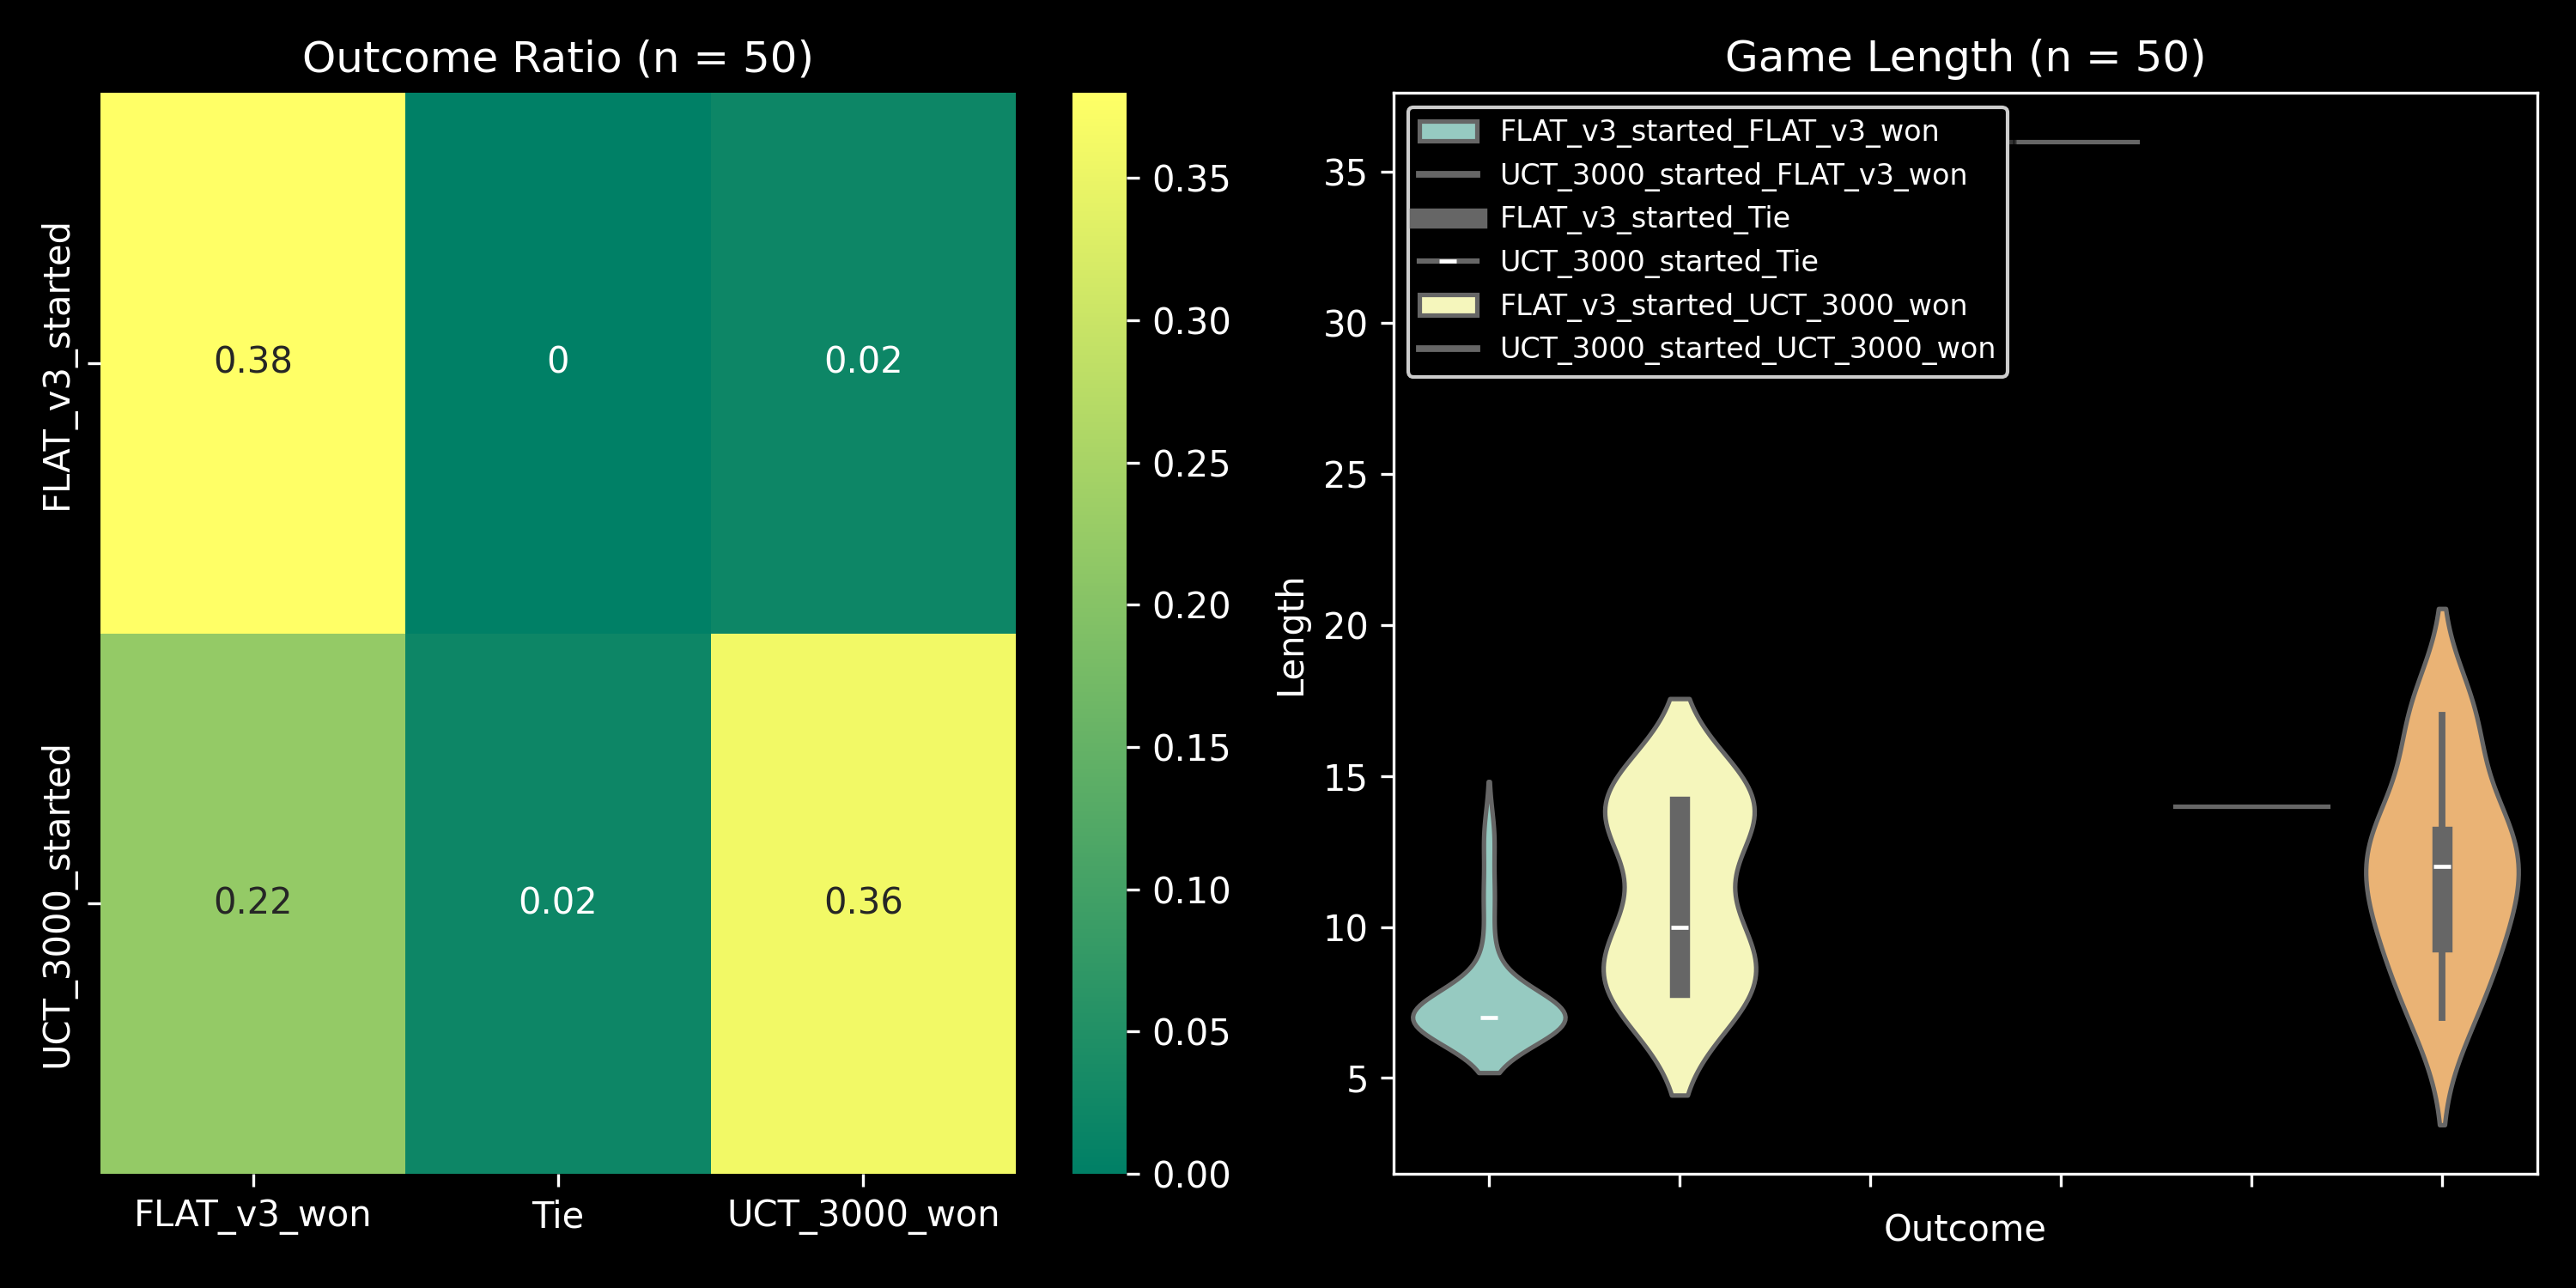 Outcome Ratio (n = 50)
FLAT_v3_started
UCT_3000_started
0.38
0
0.02
0.22
0.02
0.36
FLAT_v3_won
Tie
UCT_3000_won
0.35
0.30
0.25
0.20
0.15
0.10
0.05
0.00
Game Length (n = 50)
Length
35
30
25
20
15
10
5
FLAT_v3_started_FLAT_v3_won
UCT_3000_started_FLAT_v3_won
FLAT_v3_started_Tie
UCT_3000_started_Tie
FLAT_v3_started_UCT_3000_won
UCT_3000_started_UCT_3000_won
Outcome